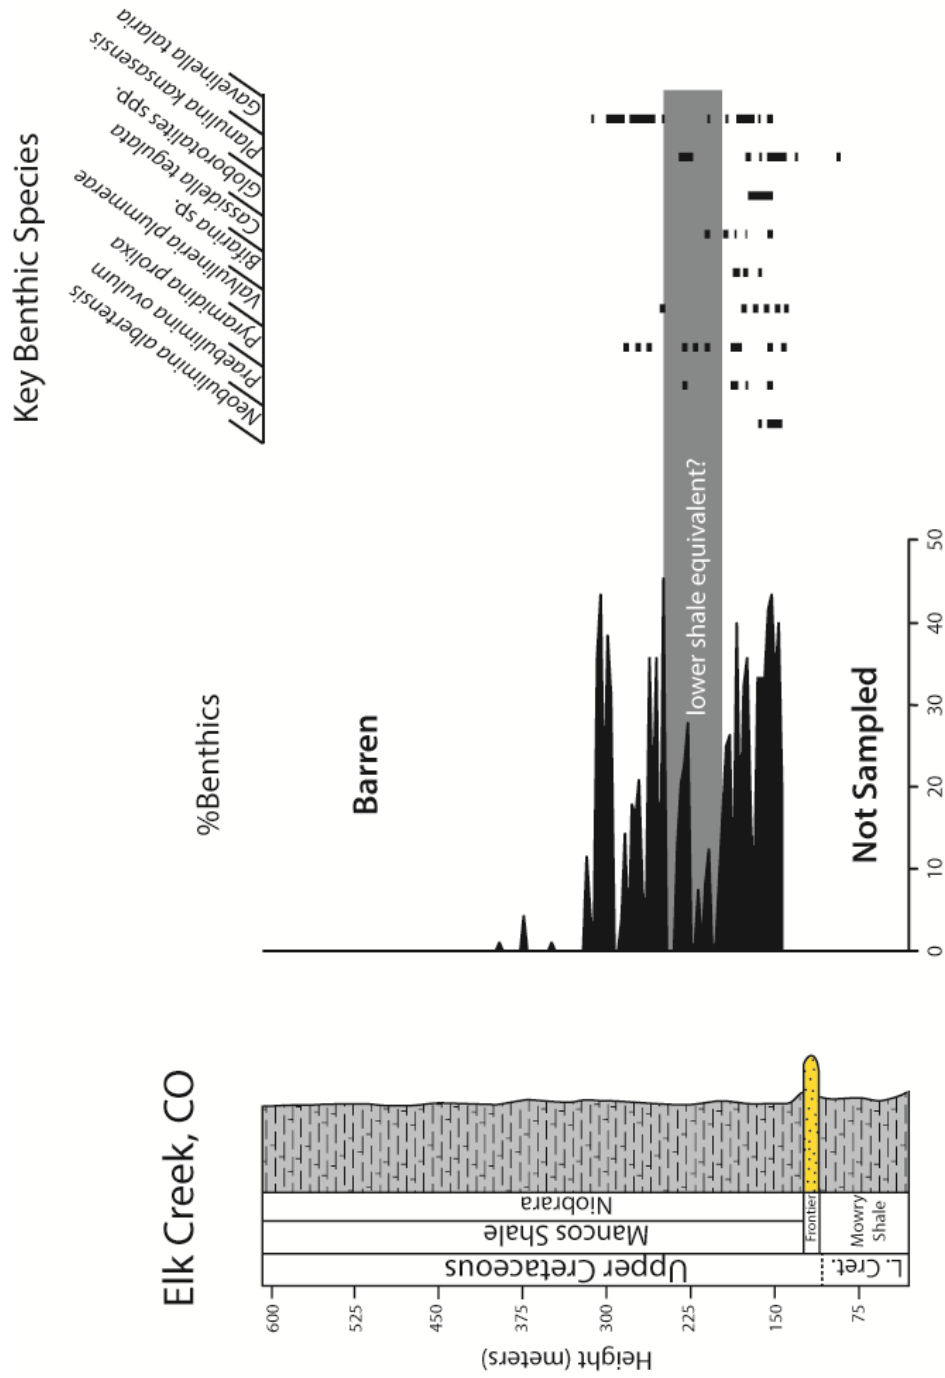 Key Benthic Species
Gavelinella talaria
Planulina kansasensis
Globorotalites spp.
Cassidella tegulata
Bifarina sp.
Valvulineria plummerae
Pyramidina prolixa
Praebulimina ovulum
Neobulimina albertensis
%Benthics
Barren
lower shale equivalent?
Not Sampled
50
40
30
20
10
0
Elk Creek, CO
Niobrara
Mancos Shale
Upper Cretaceous
Frontier
Mowry
Shale
L. Cret.
600
525
450
375
300
225
150
75
Height (meters)